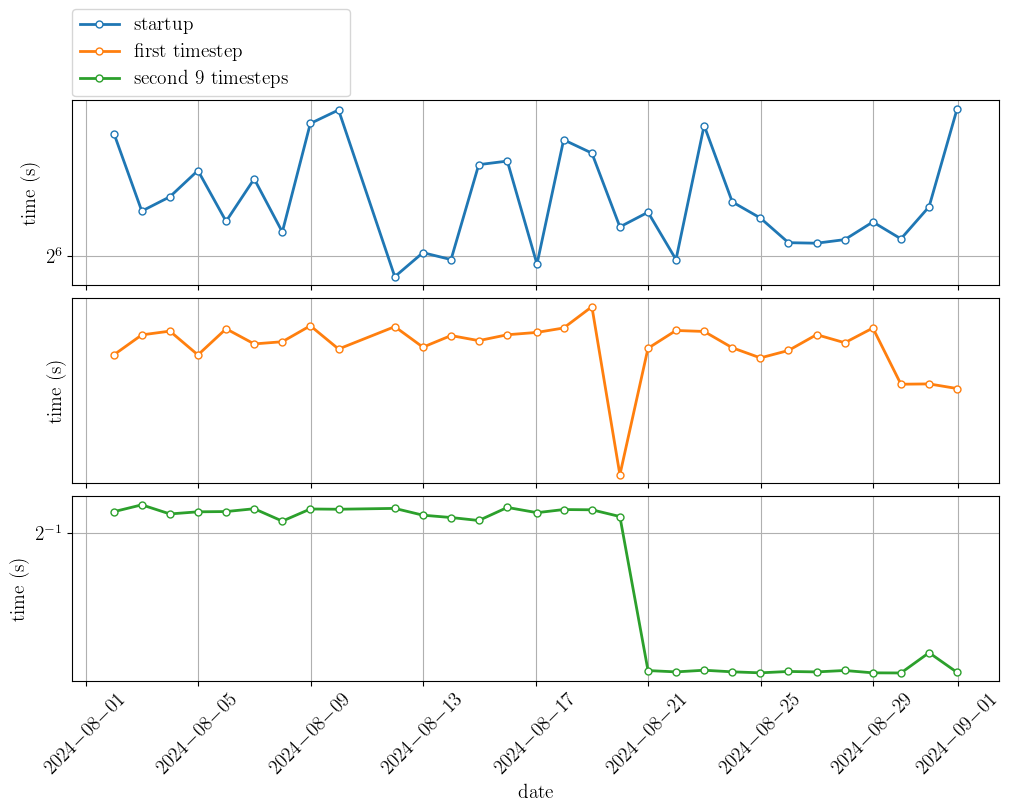 startup
first timestep
second 9 timesteps
time (s)
2⁶
time (s)
time (s)
2⁻¹
2024−08−01
2024−08−05
2024−08−09
2024−08−13
2024−08−17
2024−08−21
2024−08−25
2024−08−29
2024−09−01
date